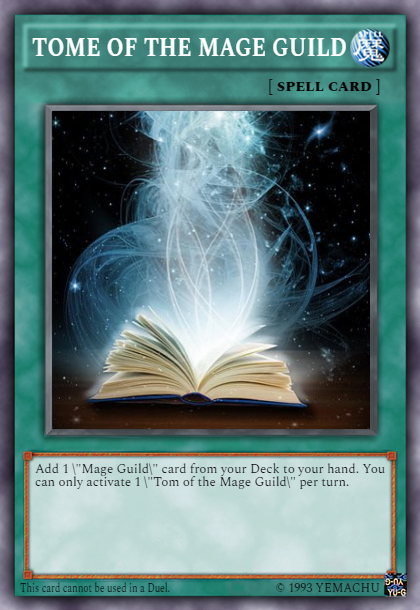 TOME OF THE MAGE GUILD 魔
[ SPELL CARD ]
Add 1 \"Mage Guild\" card from your Deck to your hand. You
can only activate 1 \"Tom of the Mage Guild\" per turn.
This card cannot be used in a Duel. © 1993 YEMACHU